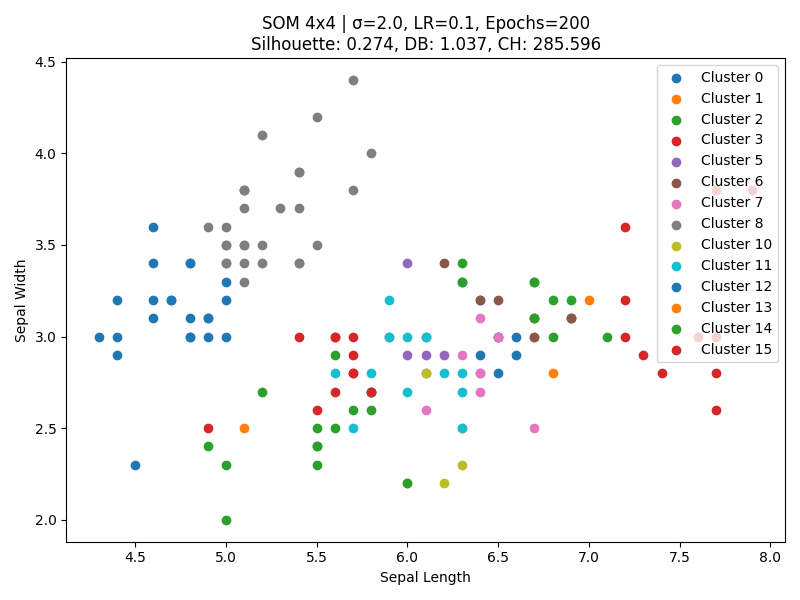 SOM 4x4 | σ=2.0, LR=0.1, Epochs=200
Silhouette: 0.274, DB: 1.037, CH: 285.596
4.5
4.0
3.5
3.0
2.5
2.0
Sepal Width
Cluster 0
Cluster 1
Cluster 2
Cluster 3
Cluster 5
Cluster 6
Cluster 7
Cluster 8
Cluster 10
Cluster 11
Cluster 12
Cluster 13
Cluster 14
Cluster 15
4.5 5.0 5.5 6.0 6.5 7.0 7.5 8.0
Sepal Length